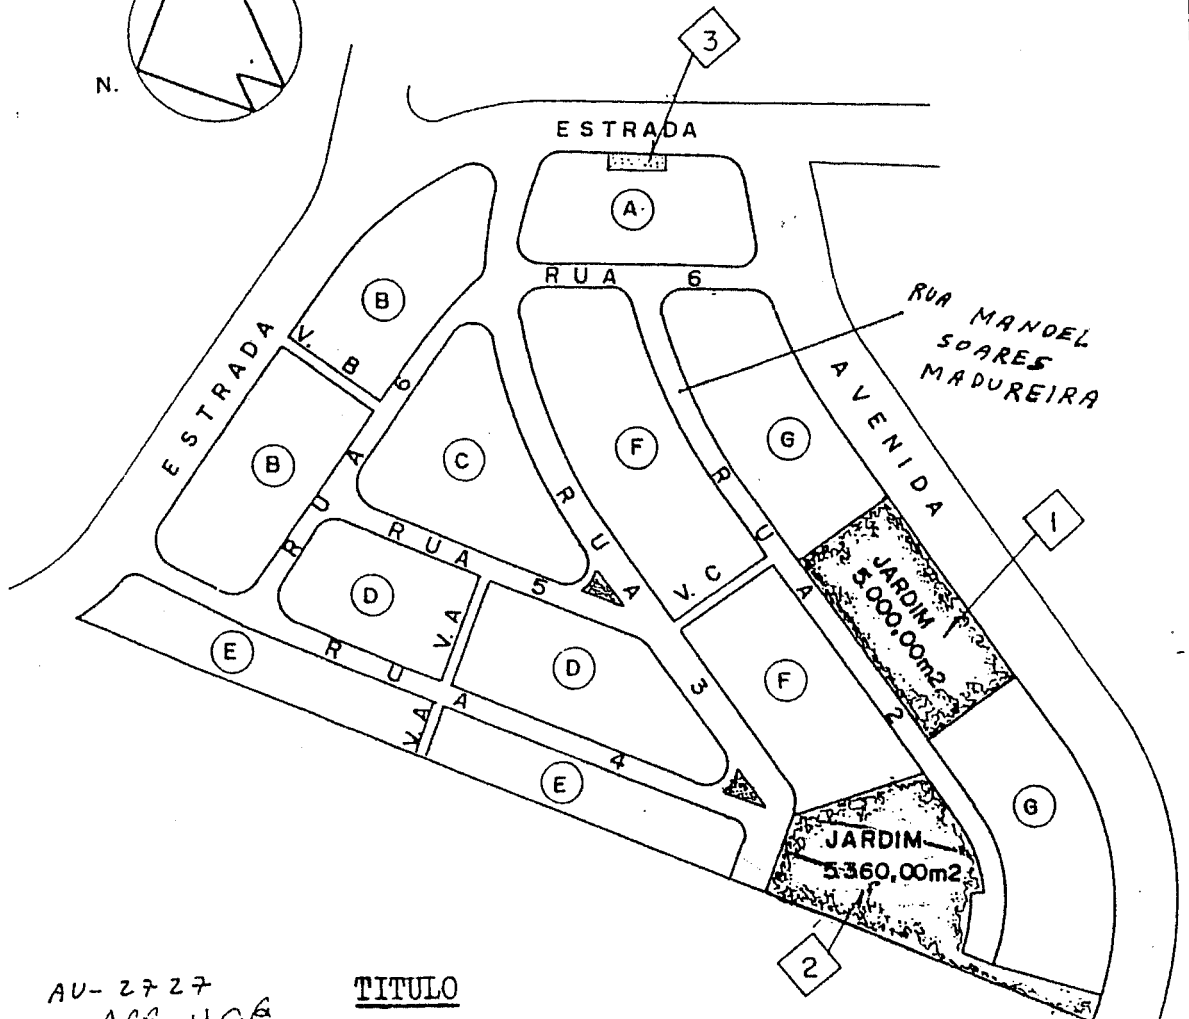 3
N.
ESTRADA
A
RUA 6
B
RUA MANOEL
SOARES
MADUREIRA
V. B
ESTRADA
AVENIDA
B
RUA 6
C
F
G
RUA 3
RUA 2
1
JARDIM
5.000,00m2
RUA 5
V. C
D
V.A
D
F
E
RUA 4
V.A
E
G
JARDIM
5.360,00m2
2
AU-2727
TITULO